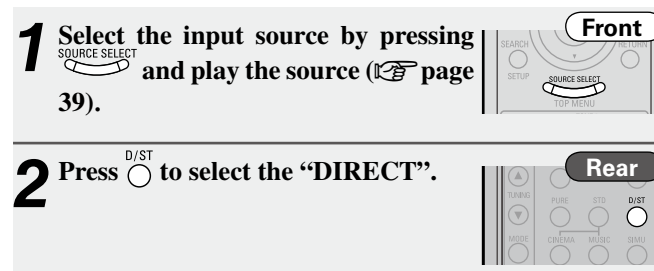 1 Select the input source by pressing
SOURCE SELECT and play the source (☞ page
39).
Front
SEARCH
RETURN
SETUP
SOURCE SELECT
TOP MENU
2 Press D/ST to select the “DIRECT”.
Rear
TUNING
PURE STD D/ST
MODE CINEMA MUSIC SIMU